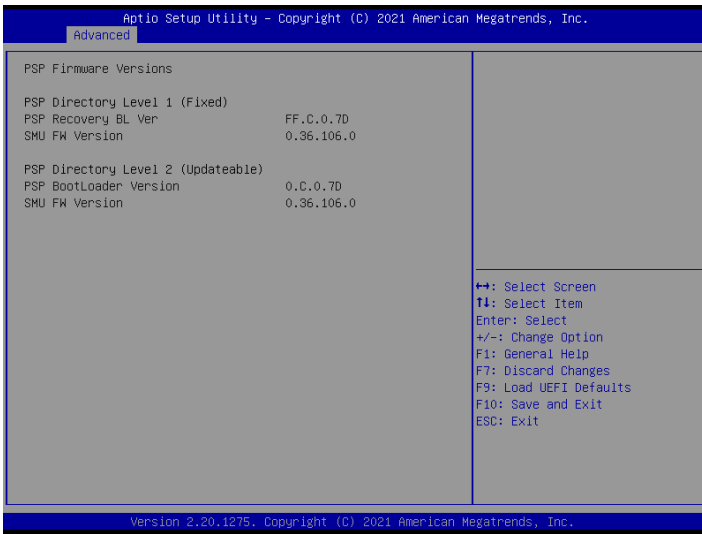 Aptio Setup Utility – Copyright (C) 2021 American Megatrends, Inc.
Advanced
PSP Firmware Versions
PSP Directory Level 1 (Fixed)
PSP Recovery BL Ver FF.C.0.7D
SMU FW Version 0.36.106.0
PSP Directory Level 2 (Updateable)
PSP BootLoader Version 0.C.0.7D
SMU FW Version 0.36.106.0
↔: Select Screen
↑↓: Select Item
Enter: Select
+/-: Change Option
F1: General Help
F7: Discard Changes
F9: Load UEFI Defaults
F10: Save and Exit
ESC: Exit
Version 2.20.1275. Copyright (C) 2021 American Megatrends, Inc.